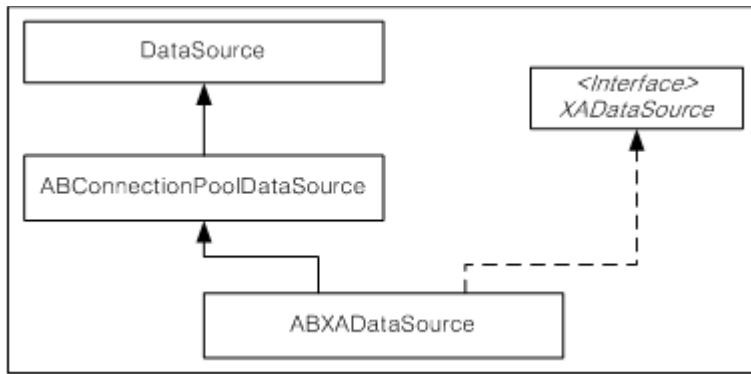 DataSource
<Interface>
XADataSource
ABConnectionPoolDataSource
ABXADataSource